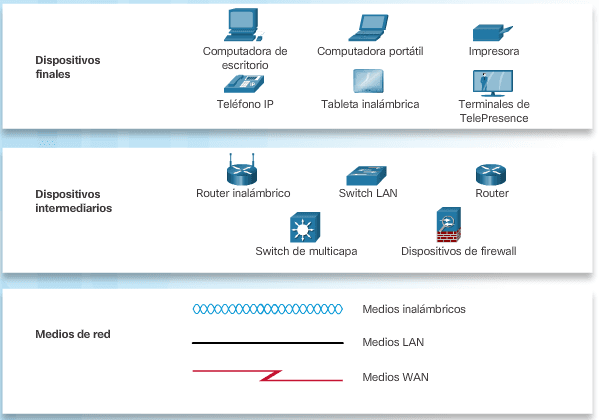 Dispositivos
finales
Computadora de
escritorio
Computadora portátil
Impresora
Teléfono IP
Tableta inalámbrica
Terminales de
TelePresence
Dispositivos
intermediarios
Router inalámbrico
Switch LAN
Router
Switch de multicapa
Dispositivos de firewall
Medios de red
Medios inalámbricos
Medios LAN
Medios WAN